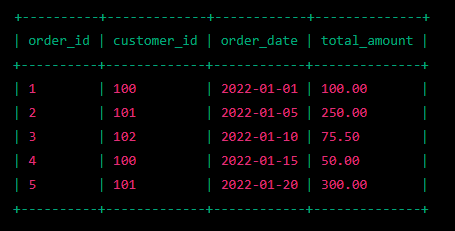 +----------+-------------+------------+--------------+
| order_id | customer_id | order_date | total_amount |
+----------+-------------+------------+--------------+
| 1        | 100         | 2022-01-01 | 100.00       |
| 2        | 101         | 2022-01-05 | 250.00       |
| 3        | 102         | 2022-01-10 | 75.50        |
| 4        | 100         | 2022-01-15 | 50.00        |
| 5        | 101         | 2022-01-20 | 300.00       |
+----------+-------------+------------+--------------+